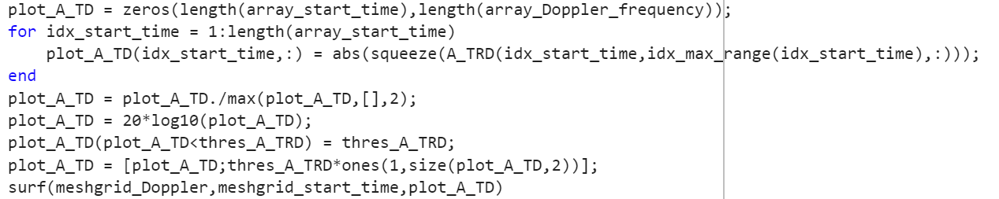 plot_A_TD = zeros(length(array_start_time),length(array_Doppler_frequency));
for idx_start_time = 1:length(array_start_time)
    plot_A_TD(idx_start_time,:) = abs(squeeze(A_TRD(idx_start_time,idx_max_range(idx_start_time),:)));
end
plot_A_TD = plot_A_TD./max(plot_A_TD,[],2);
plot_A_TD = 20*log10(plot_A_TD);
plot_A_TD(plot_A_TD<thres_A_TRD) = thres_A_TRD;
plot_A_TD = [plot_A_TD;thres_A_TRD*ones(1,size(plot_A_TD,2))];
surf(meshgrid_Doppler,meshgrid_start_time,plot_A_TD)